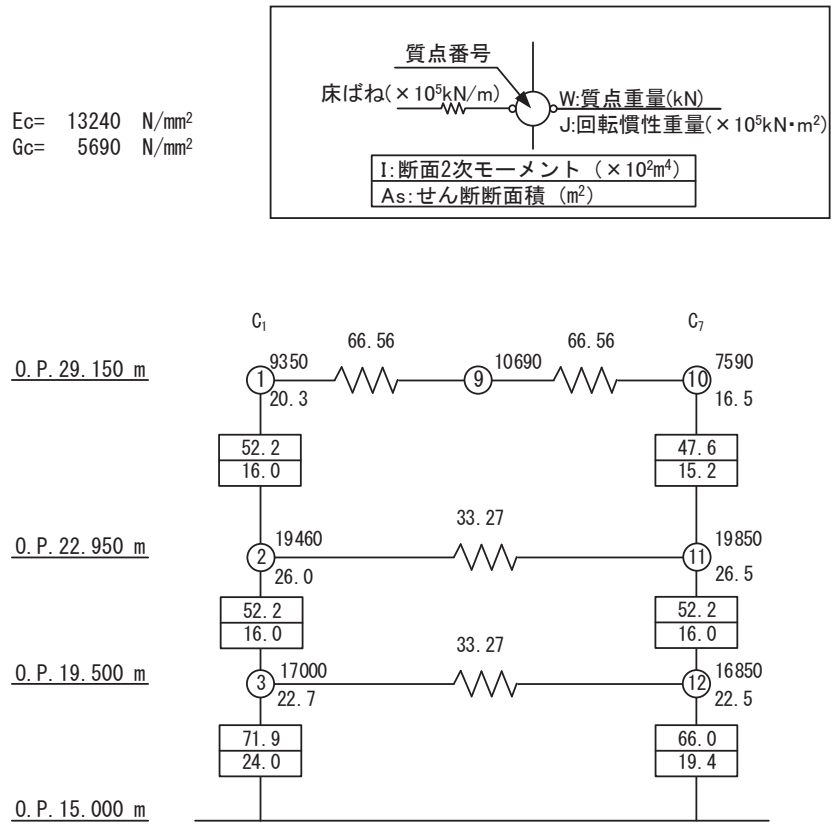 質点番号
床ばね(×10⁵kN/m)
W:質点重量(kN)
J:回転慣性重量(×10⁵kN・m²)
I:断面2次モーメント (×10²m⁴)
As:せん断断面積 (m²)
Ec= 13240 N/mm²
Gc= 5690 N/mm²
C₁ C₇
66.56 66.56
O.P.29.150 m 1 9350 9 10690 10 7590
20.3 16.5
52.2 47.6
16.0 15.2
33.27
O.P.22.950 m 2 19460 11 19850
26.0 26.5
52.2 52.2
16.0 16.0
33.27
O.P.19.500 m 3 17000 12 16850
22.7 22.5
71.9 66.0
24.0 19.4
O.P.15.000 m